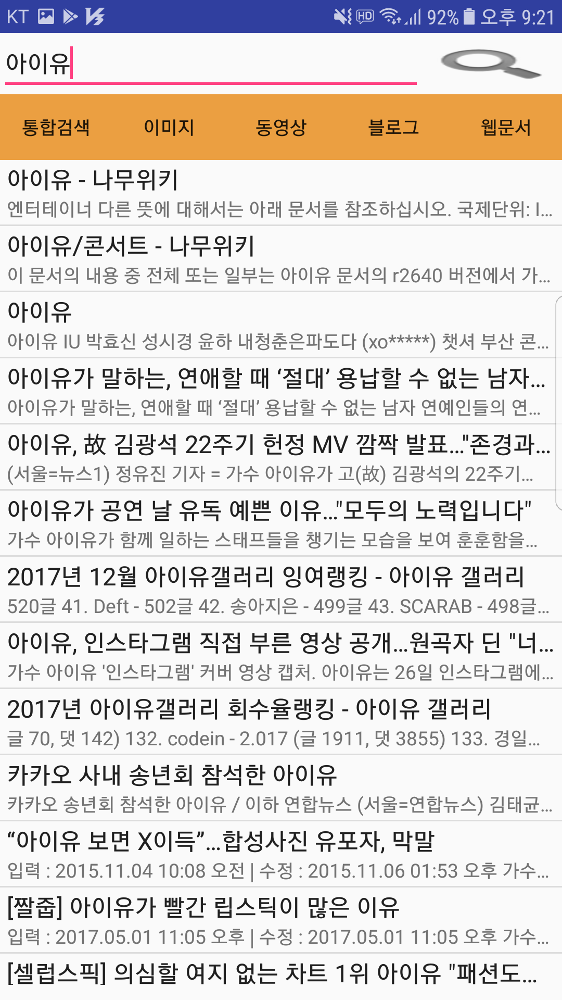 KT HD 92% 오후 9:21
아이유
통합검색 이미지 동영상 블로그 웹문서
아이유 - 나무위키
엔터테이너 다른 뜻에 대해서는 아래 문서를 참조하십시오. 국제단위: I...
아이유/콘서트 - 나무위키
이 문서의 내용 중 전체 또는 일부는 아이유 문서의 r2640 버전에서 가...
아이유
아이유 IU 박효신 성시경 윤하 내청춘은파도다 (xo*****) 챗셔 부산 콘...
아이유가 말하는, 연애할 때 ‘절대’ 용납할 수 없는 남자...
아이유가 말하는, 연애할 때 ‘절대’ 용납할 수 없는 남자 연예인들의 연...
아이유, 故 김광석 22주기 헌정 MV 깜짝 발표..."존경과...
(서울=뉴스1) 정유진 기자 = 가수 아이유가 고(故) 김광석의 22주기...
아이유가 공연 날 유독 예쁜 이유..."모두의 노력입니다"
가수 아이유가 함께 일하는 스태프들을 챙기는 모습을 보여 훈훈함을...
2017년 12월 아이유갤러리 잉여랭킹 - 아이유 갤러리
520글 41. Deft - 502글 42. 송아지은 - 499글 43. SCARAB - 498글...
아이유, 인스타그램 직접 부른 영상 공개...원곡자 딘 "너...
가수 아이유 '인스타그램' 커버 영상 캡처. 아이유는 26일 인스타그램에...
2017년 아이유갤러리 회수율랭킹 - 아이유 갤러리
글 70, 댓 142) 132. codein - 2.017 (글 1911, 댓 3855) 133. 경일...
카카오 사내 송년회 참석한 아이유
카카오 송년회 참석한 아이유 / 이하 연합뉴스 (서울=연합뉴스) 김태균...
“아이유 보면 X이득”...합성사진 유포자, 막말
입력 : 2015.11.04 10:08 오전 | 수정 : 2015.11.06 01:53 오후 가수...
[짤줍] 아이유가 빨간 립스틱이 많은 이유
입력 : 2017.05.01 11:05 오후 | 수정 : 2017.05.01 11:05 오후 가수...
[셀럽스픽] 의심할 여지 없는 차트 1위 아이유 "패션도...